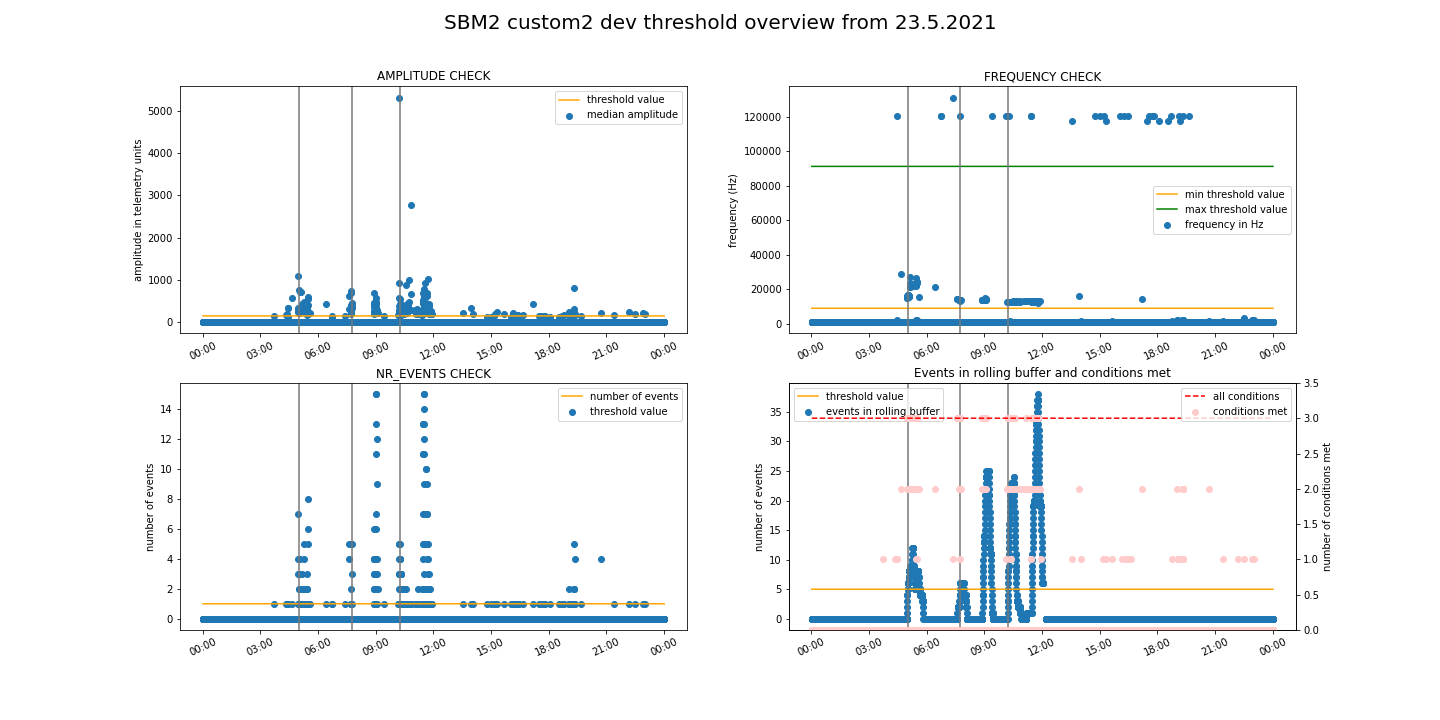 SBM2 custom2 dev threshold overview from 23.5.2021
AMPLITUDE CHECK
amplitude in telemetry units
5000
4000
3000
2000
1000
0
threshold value
median amplitude
00:00 03:00 06:00 09:00 12:00 15:00 18:00 21:00 00:00
FREQUENCY CHECK
frequency (Hz)
120000
100000
80000
60000
40000
20000
0
min threshold value
max threshold value
frequency in Hz
00:00 03:00 06:00 09:00 12:00 15:00 18:00 21:00 00:00
NR_EVENTS CHECK
number of events
14
12
10
8
6
4
2
0
number of events
threshold value
00:00 03:00 06:00 09:00 12:00 15:00 18:00 21:00 00:00
Events in rolling buffer and conditions met
number of events
35
30
25
20
15
10
5
0
threshold value
events in rolling buffer
all conditions
conditions met
3.5
3.0
2.5
2.0
1.5
1.0
0.5
0.0
number of conditions met
00:00 03:00 06:00 09:00 12:00 15:00 18:00 21:00 00:00